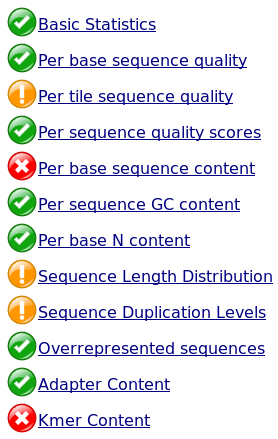 Basic Statistics
Per base sequence quality
Per tile sequence quality
Per sequence quality scores
Per base sequence content
Per sequence GC content
Per base N content
Sequence Length Distribution
Sequence Duplication Levels
Overrepresented sequences
Adapter Content
Kmer Content